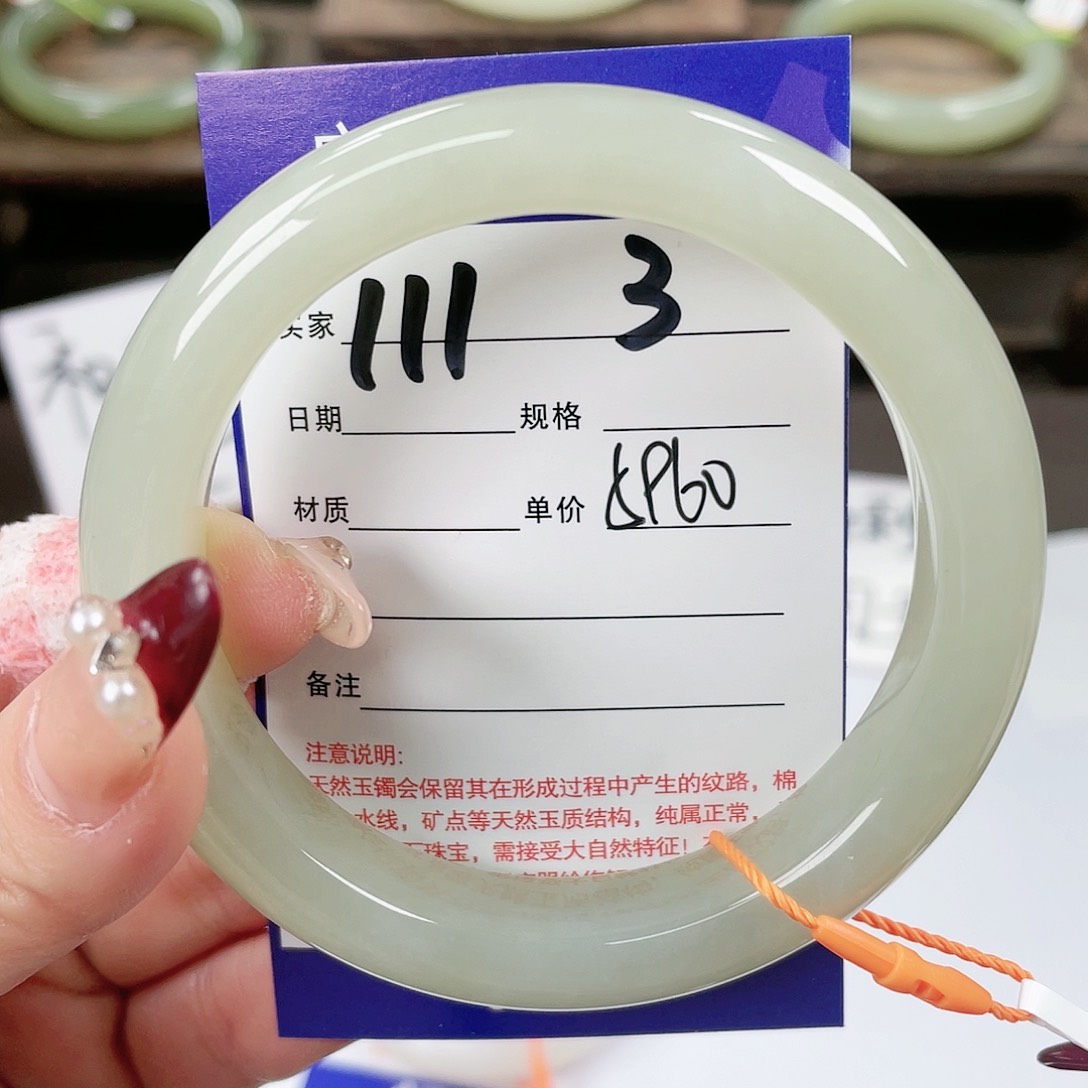 买家 111 3
日期 规格
材质 单价
备注
注意说明:
天然玉镯会保留其在形成过程中产生的纹路，棉
水线，矿点等天然玉质结构，纯属正常，
珠宝，需接受大自然特征！